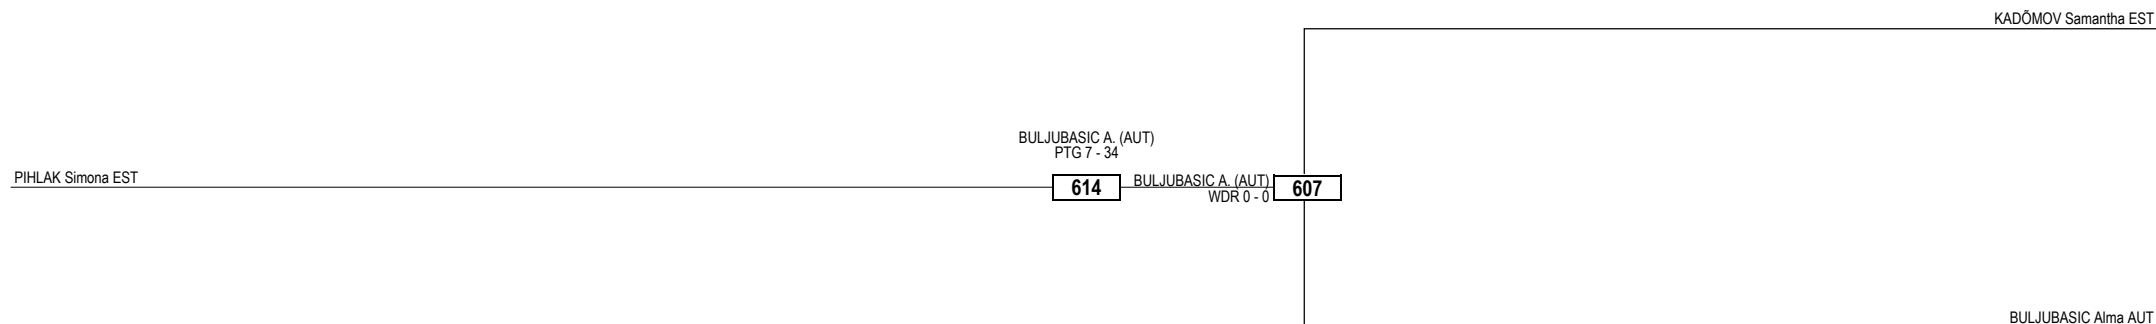 KADÕMOV Samantha EST
BULJUBASIC A. (AUT)
PTG 7 - 34
PIHLAK Simona EST
614
BULJUBASIC A. (AUT)
WDR 0 - 0
607
BULJUBASIC Alma AUT